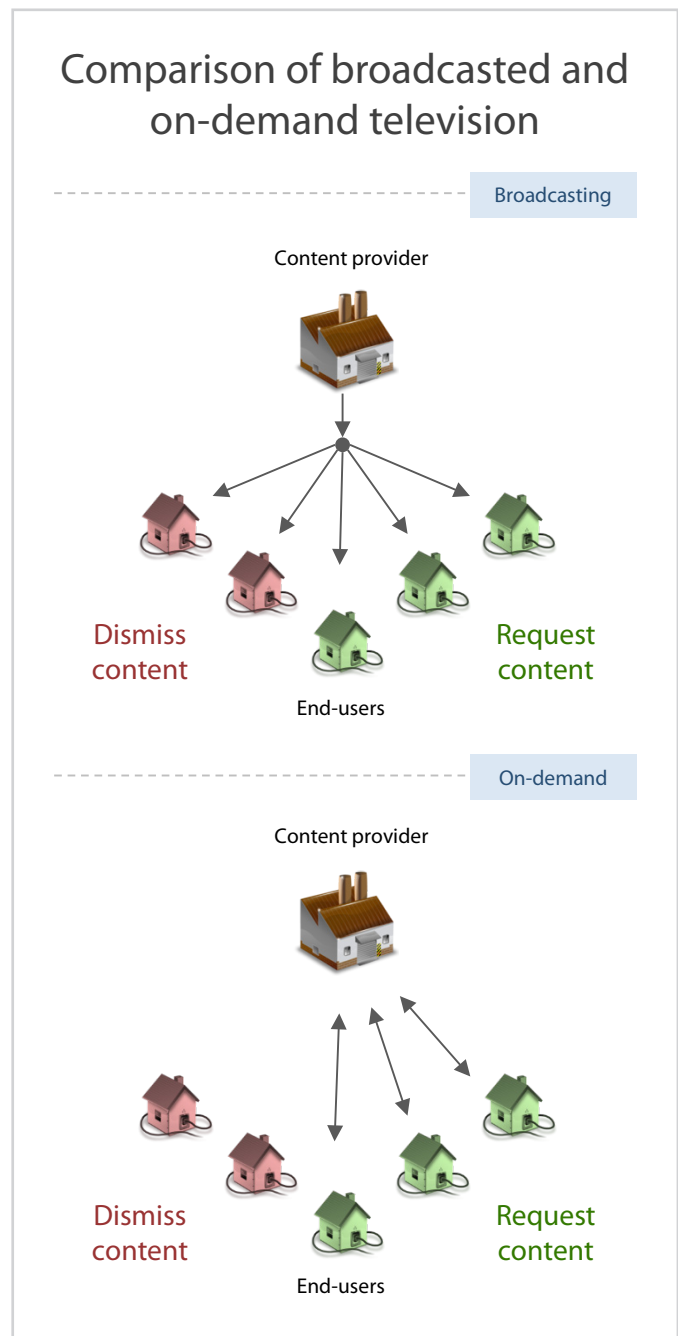 Comparison of broadcasted and
on-demand television
Broadcasting
Content provider
Dismiss
content
Request
content
End-users
On-demand
Content provider
Dismiss
content
Request
content
End-users